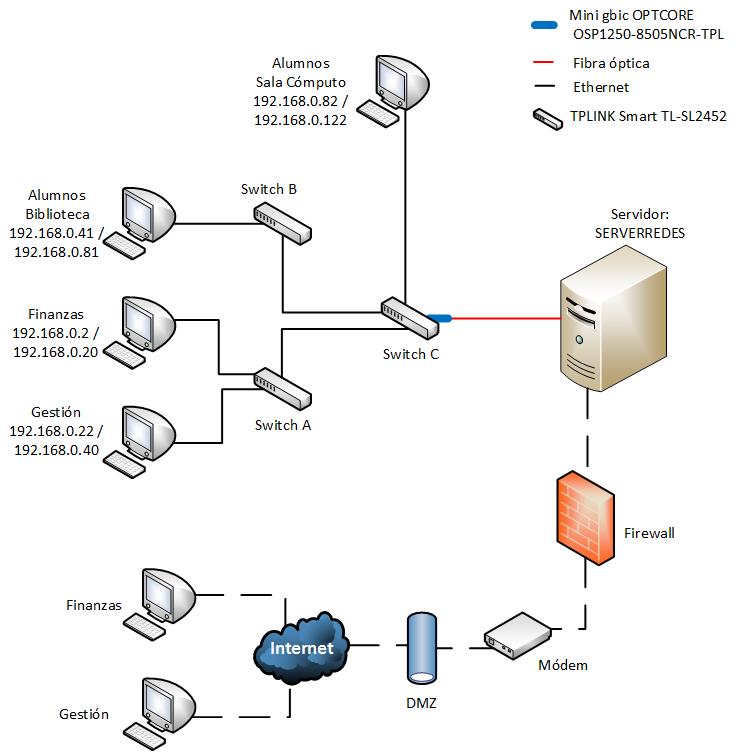 Mini gbic OPTCORE
OSP1250-8505NCR-TPL
Fibra óptica
Ethernet
TPLINK Smart TL-SL2452
Alumnos
Sala Cómputo
192.168.0.82 /
192.168.0.122
Alumnos
Biblioteca
192.168.0.41 /
192.168.0.81
Switch B
Servidor:
SERVERREDES
Finanzas
192.168.0.2 /
192.168.0.20
Switch C
Gestión
192.168.0.22 /
192.168.0.40
Switch A
Firewall
Finanzas
Internet
Módem
DMZ
Gestión